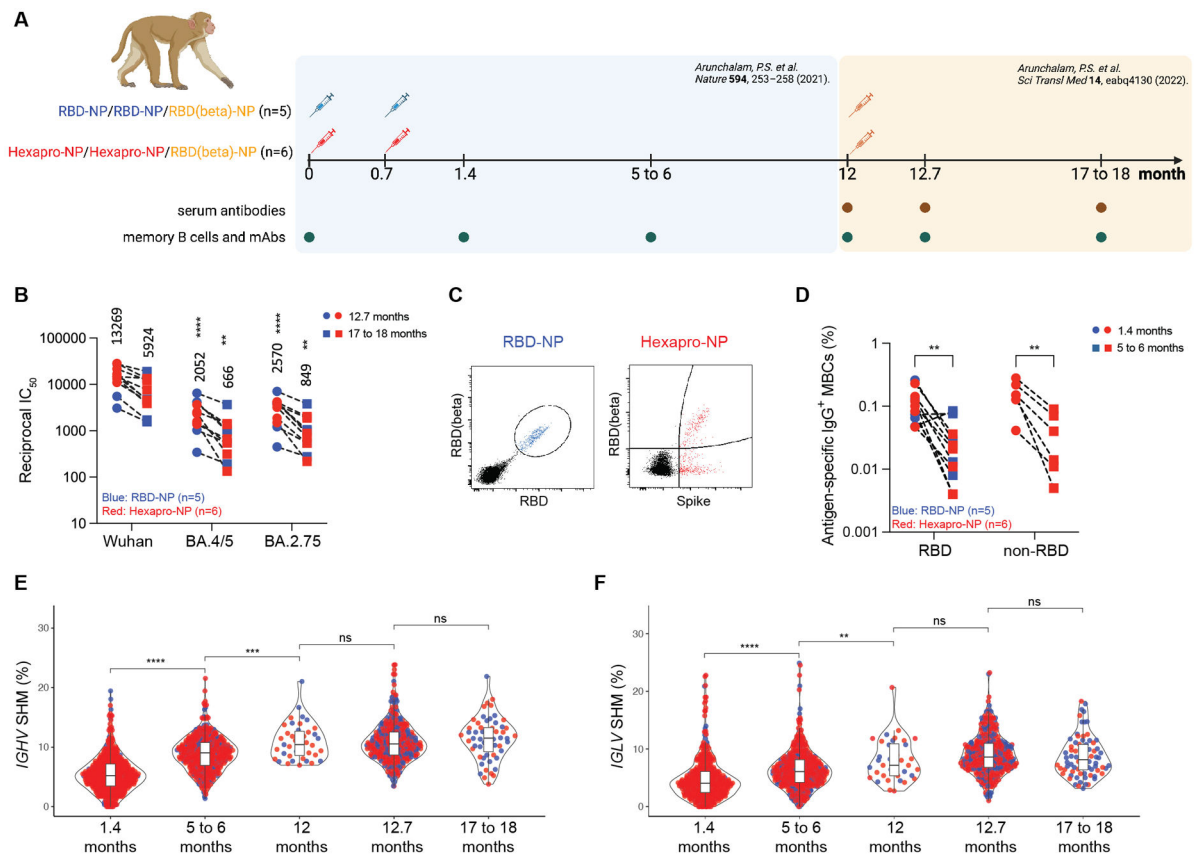 A
Arunchalam, P.S. et al.
Nature 594, 253–258 (2021).
Arunchalam, P.S. et al.
Sci Transl Med 14, eabq4130 (2022).
RBD-NP/RBD-NP/RBD(beta)-NP (n=5)
Hexapro-NP/Hexapro-NP/RBD(beta)-NP (n=6)
0 0.7 1.4 5 to 6 12 12.7 17 to 18 month
serum antibodies
memory B cells and mAbs
B
12.7 months
17 to 18 months
13269 5924 2052 **** 666 ** 2570 **** 849 **
Reciprocal IC50
100000
10000
1000
100
10
Blue: RBD-NP (n=5)
Red: Hexapro-NP (n=6)
Wuhan BA.4/5 BA.2.75
C
RBD-NP Hexapro-NP
RBD(beta) RBD(beta)
RBD Spike
D
1.4 months
5 to 6 months
Antigen-specific IgG+ MBCs (%)
** **
1
0.1
0.01
0.001
Blue: RBD-NP (n=5)
Red: Hexapro-NP (n=6)
RBD non-RBD
E
IGHV SHM (%)
30
20
10
0
**** *** ns ns
1.4 months
5 to 6 months
12 months
12.7 months
17 to 18 months
F
IGLV SHM (%)
30
20
10
0
**** ** ns ns
1.4 months
5 to 6 months
12 months
12.7 months
17 to 18 months